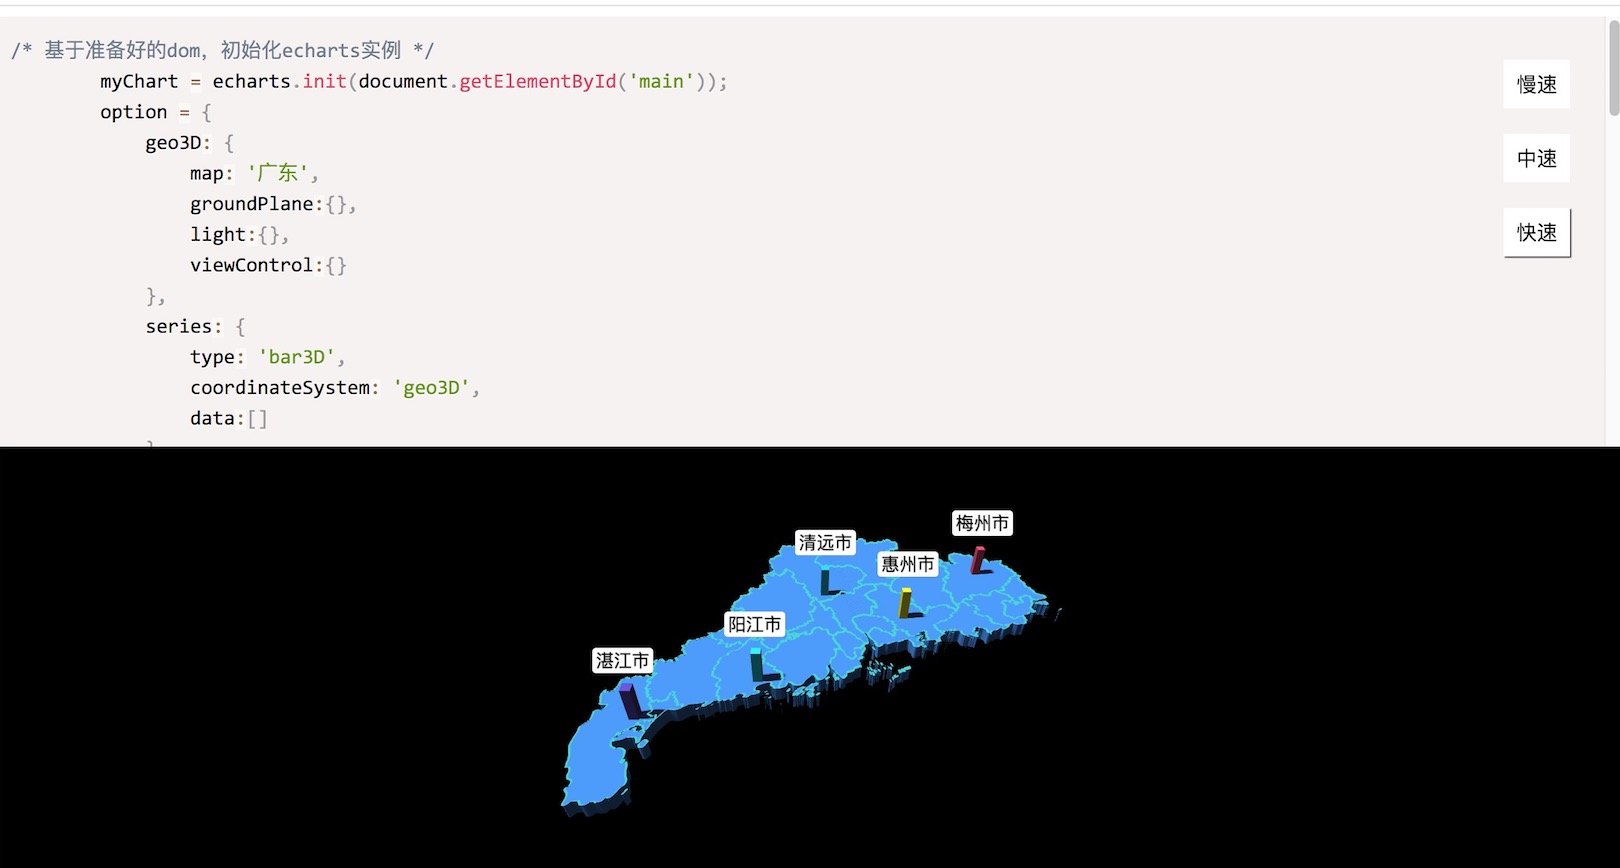 /* 基于准备好的dom，初始化echarts实例 */
myChart = echarts.init(document.getElementById('main'));
option = {
geo3D: {
map: '广东',
groundPlane:{},
light:{},
viewControl:{}
},
series: {
type: 'bar3D',
coordinateSystem: 'geo3D',
data:[]
慢速
中速
快速
梅州市
清远市
惠州市
阳江市
湛江市